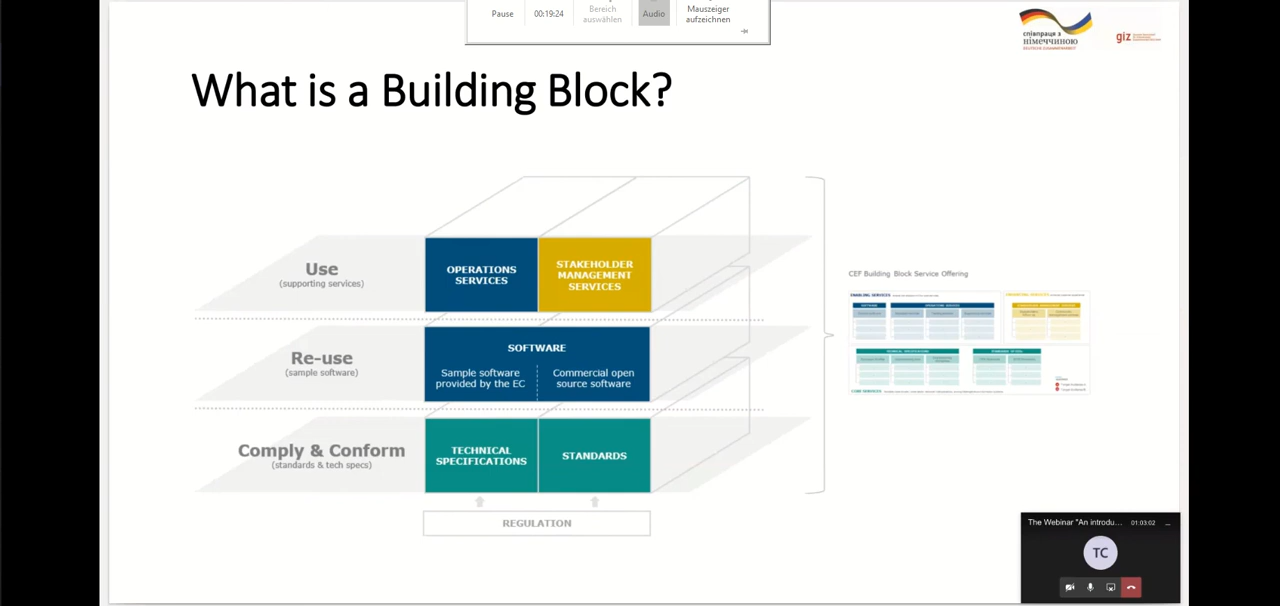 Pause
00:19:24
Bereich
auswählen
Audio
Mauszeiger
aufzeichnen
співпраця з
німеччиною
DEUTSCHE ZUSAMMENARBEIT
giz
What is a Building Block?
Use
(supporting services)
OPERATIONS
SERVICES
STAKEHOLDER
MANAGEMENT
SERVICES
Re-use
(sample software)
SOFTWARE
Sample software
provided by the EC
Commercial open
source software
Comply & Conform
(standards & tech specs)
TECHNICAL
SPECIFICATIONS
STANDARDS
REGULATION
CEF Building Block Service Offering
The Webinar "An introdu...
01:03:02
TC